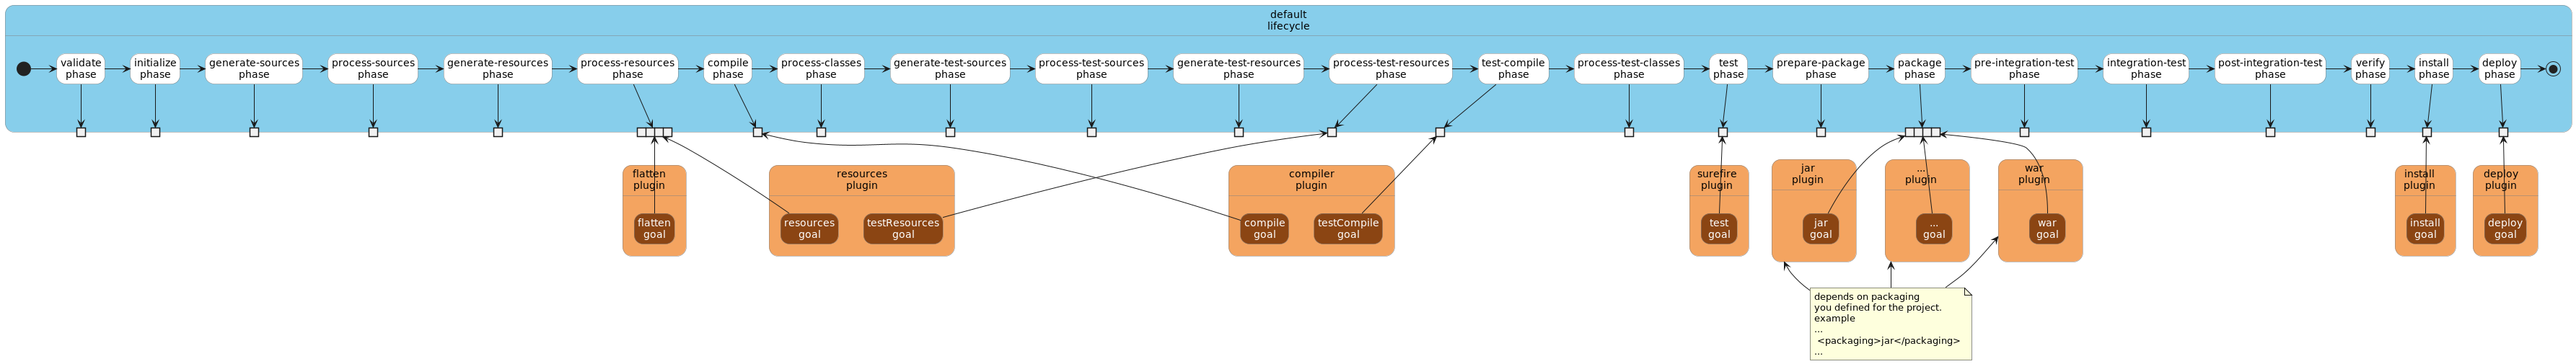 default
lifecycle
validate
phase
initialize
phase
generate-sources
phase
process-sources
phase
generate-resources
phase
process-resources
phase
compile
phase
process-classes
phase
generate-test-sources
phase
process-test-sources
phase
generate-test-resources
phase
process-test-resources
phase
test-compile
phase
process-test-classes
phase
test
phase
prepare-package
phase
package
phase
pre-integration-test
phase
integration-test
phase
post-integration-test
phase
verify
phase
install
phase
deploy
phase
flatten
plugin
flatten
goal
resources
plugin
resources
goal
testResources
goal
compiler
plugin
compile
goal
testCompile
goal
surefire
plugin
test
goal
jar
plugin
jar
goal
...
plugin
...
goal
war
plugin
war
goal
install
plugin
install
goal
deploy
plugin
deploy
goal
depends on packaging
you defined for the project.
example
...
<packaging>jar</packaging>
...